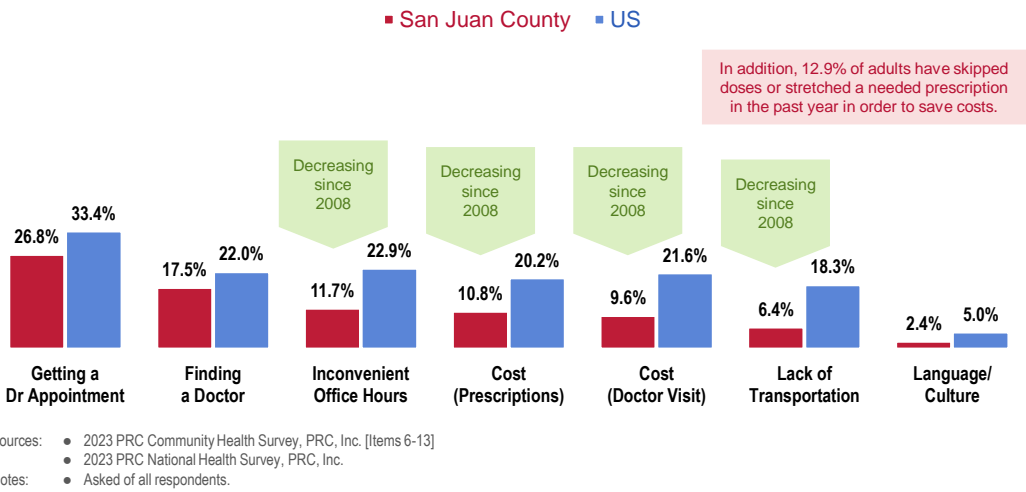 San Juan County US
In addition, 12.9% of adults have skipped
doses or stretched a needed prescription
in the past year in order to save costs.
Decreasing
since
2008
Decreasing
since
2008
Decreasing
since
2008
Decreasing
since
2008
26.8% 33.4%
17.5% 22.0%
11.7% 22.9%
10.8% 20.2%
9.6% 21.6%
6.4% 18.3%
2.4% 5.0%
Getting a
Dr Appointment
Finding
a Doctor
Inconvenient
Office Hours
Cost
(Prescriptions)
Cost
(Doctor Visit)
Lack of
Transportation
Language/
Culture
ources: ● 2023 PRC Community Health Survey, PRC, Inc. [Items 6-13]
● 2023 PRC National Health Survey, PRC, Inc.
otes: ● Asked of all respondents.